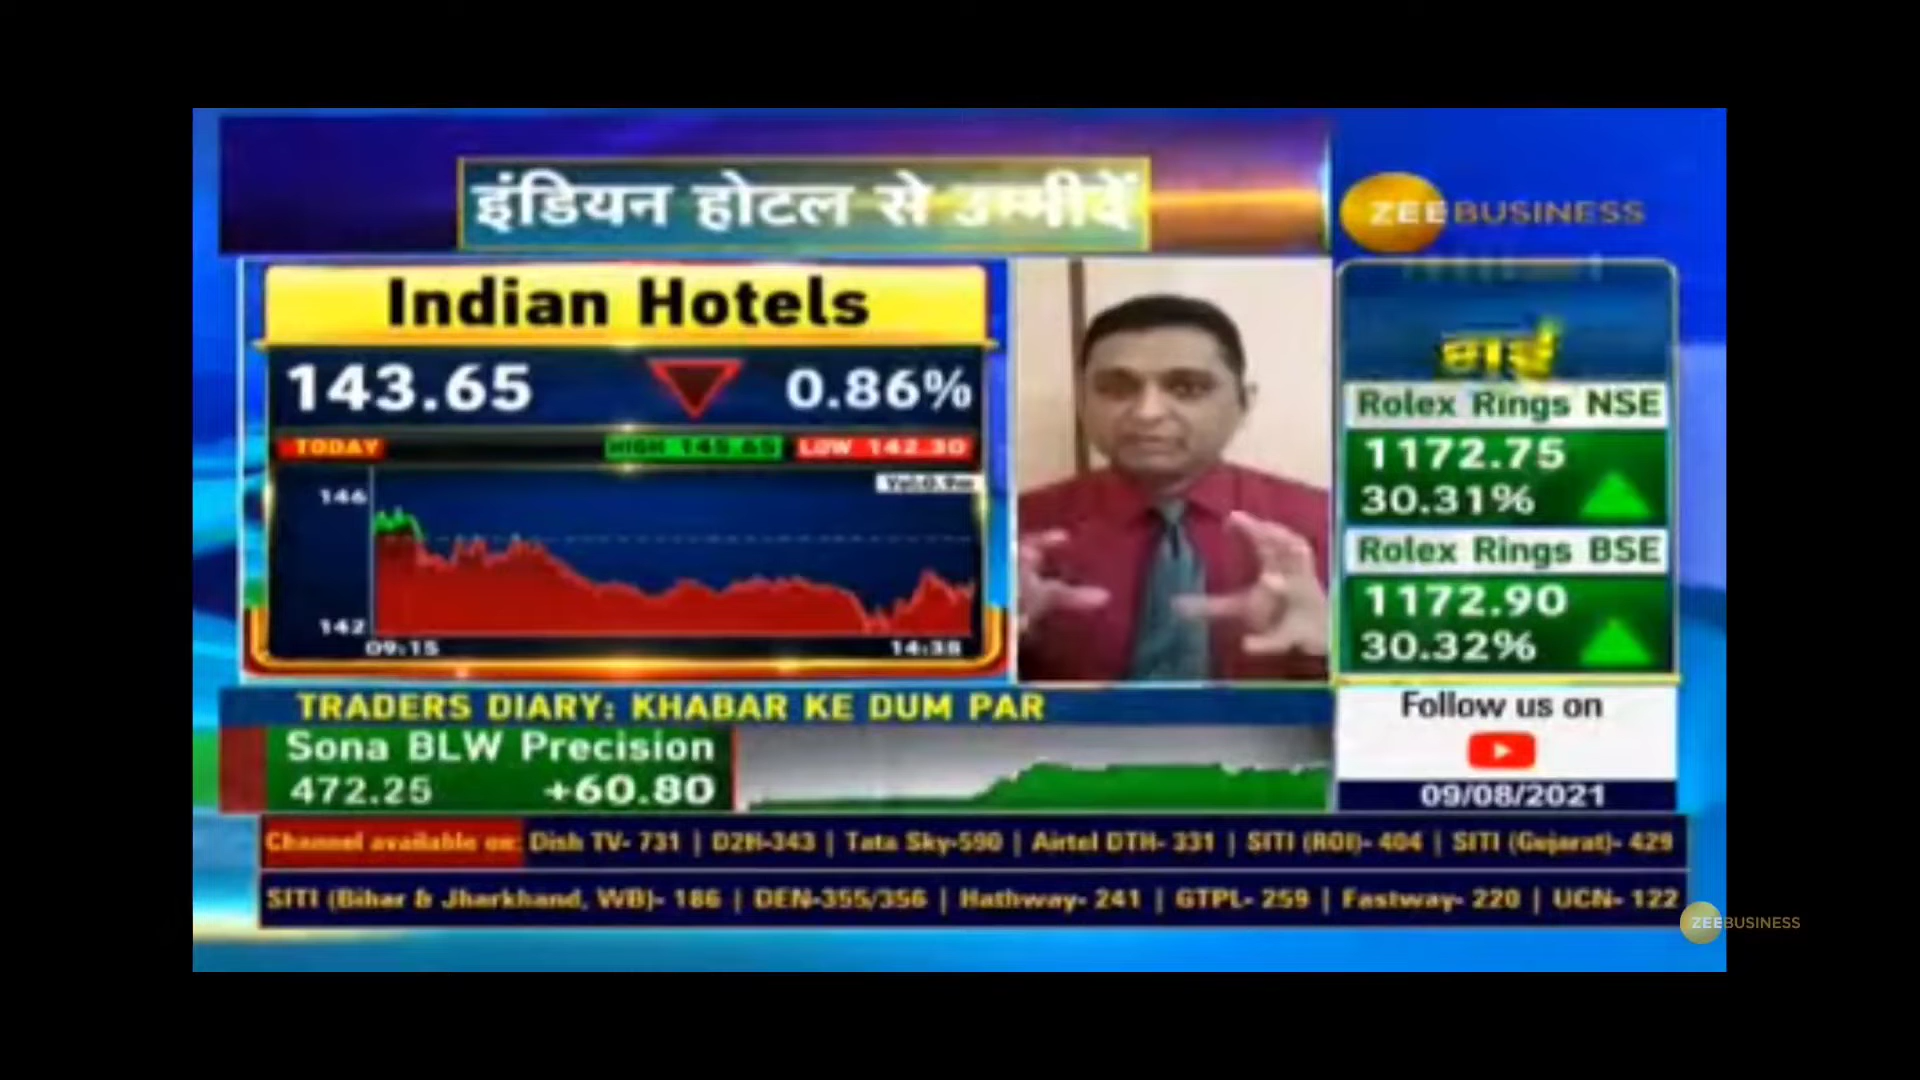 इंडियन होटल से उम्मीदें
ZEEBUSINESS
Indian Hotels
143.65 0.86%
TODAY HIGH 145.65 LOW 142.30
146
142
09:15 14:38
Rolex Rings NSE
1172.75
30.31%
Rolex Rings BSE
1172.90
30.32%
TRADERS DIARY: KHABAR KE DUM PAR
Sona BLW Precision
472.25 +60.80
Follow us on
09/08/2021
Channel available on: Dish TV- 731 | D2H-343 | Tata Sky-590 | Airtel DTH- 331 | SITI (ROI)- 404 | SITI (Gujarat)- 429
SITI (Bihar & Jharkhand, WB)- 186 | DEN-355/356 | Hathway- 241 | GTPL- 259 | Fastway- 220 | UCN- 122
ZEEBUSINESS